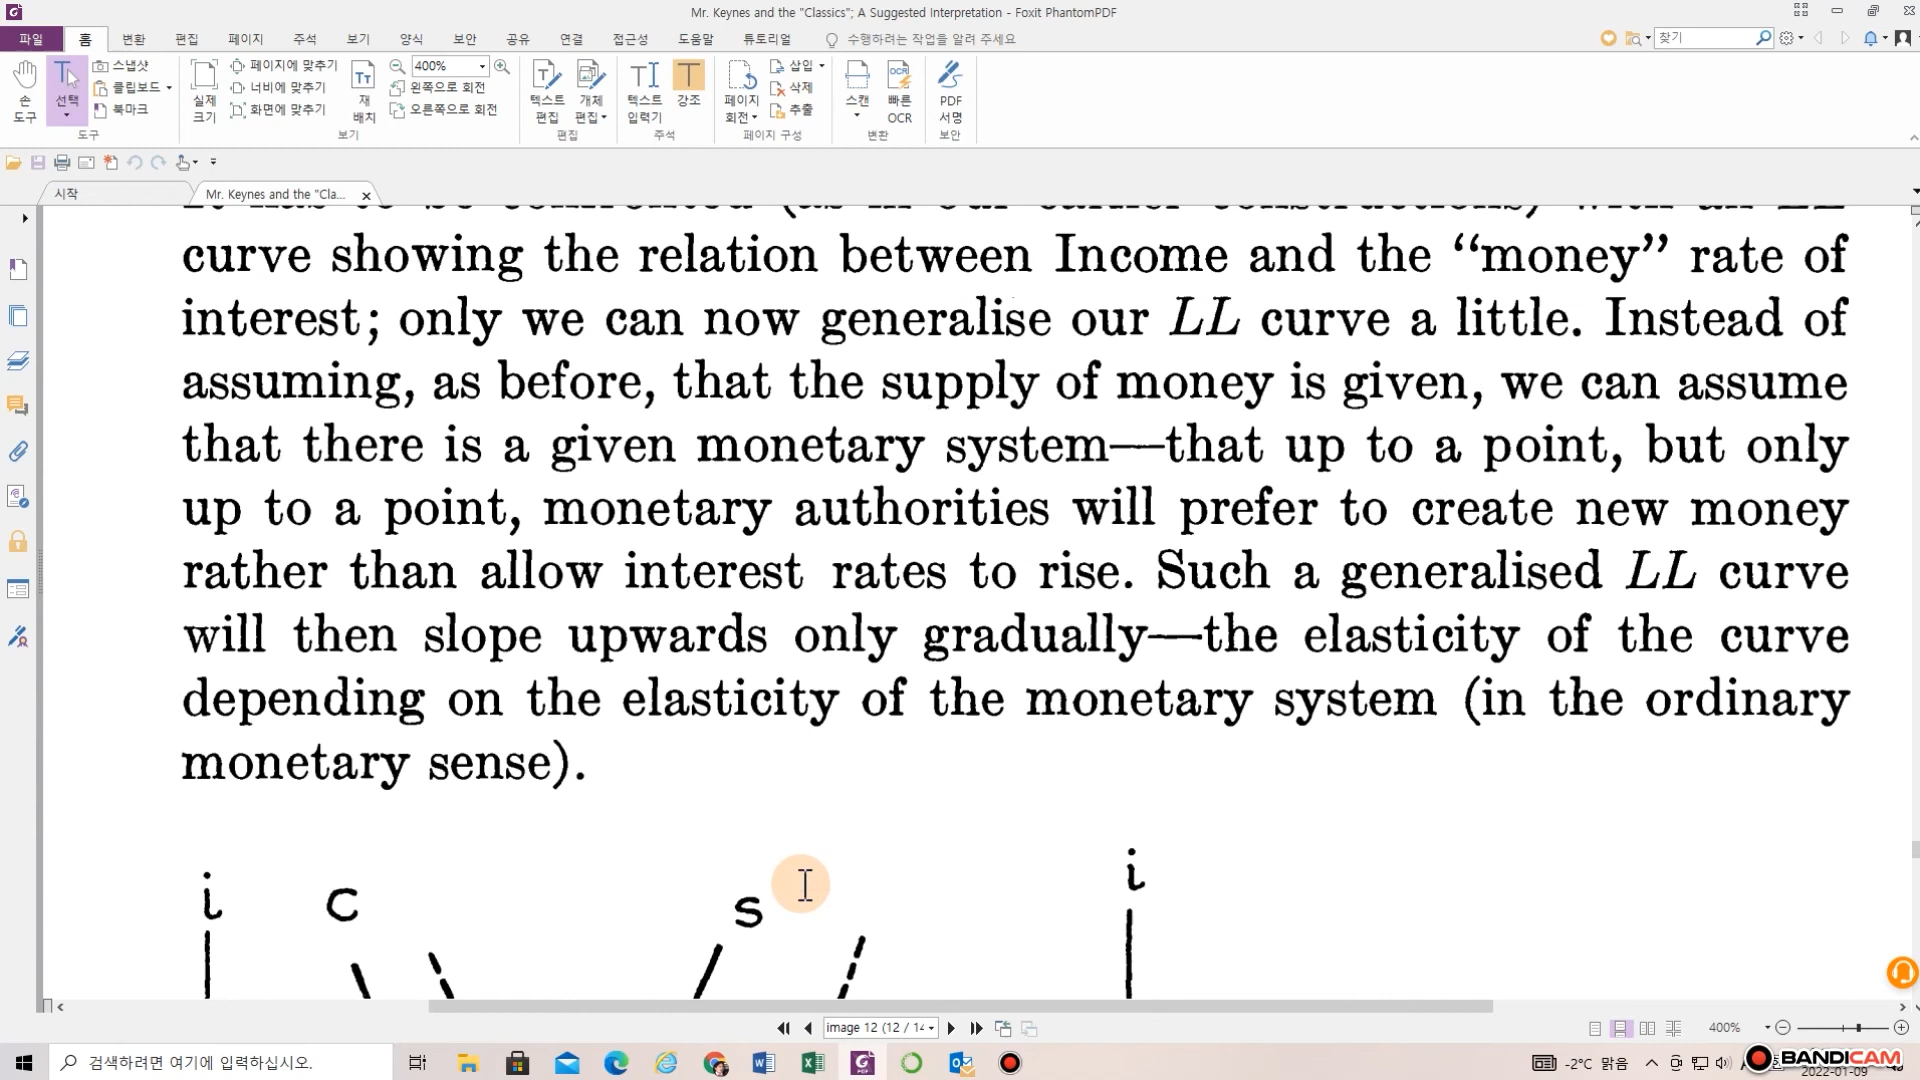 Mr. Keynes and the "Classics"; A Suggested Interpretation - Foxit PhantomPDF
파일 홈 변환 편집 페이지 주석 보기 양식 보안 공유 연결 접근성 도움말 튜토리얼 수행하려는 작업을 알려 주세요 찾기
손 도구
선택
스냅샷
클립보드
북마크
도구
실제 크기
페이지에 맞추기
너비에 맞추기
화면에 맞추기
재 배치
400%
왼쪽으로 회전
오른쪽으로 회전
보기
텍스트 편집
개체 편집
편집
텍스트 입력기
강조
주석
페이지 회전
삽입
삭제
추출
페이지 구성
스캔
빠른 OCR
변환
PDF 서명
보안
시작 Mr. Keynes and the "Cla...
curve showing the relation between Income and the “money” rate of
interest; only we can now generalise our LL curve a little. Instead of
assuming, as before, that the supply of money is given, we can assume
that there is a given monetary system—that up to a point, but only
up to a point, monetary authorities will prefer to create new money
rather than allow interest rates to rise. Such a generalised LL curve
will then slope upwards only gradually—the elasticity of the curve
depending on the elasticity of the monetary system (in the ordinary
monetary sense).
i C S i
image 12 (12 / 14 400%
검색하려면 여기에 입력하십시오. -2°C 맑음 BANDICAM
2022-01-09